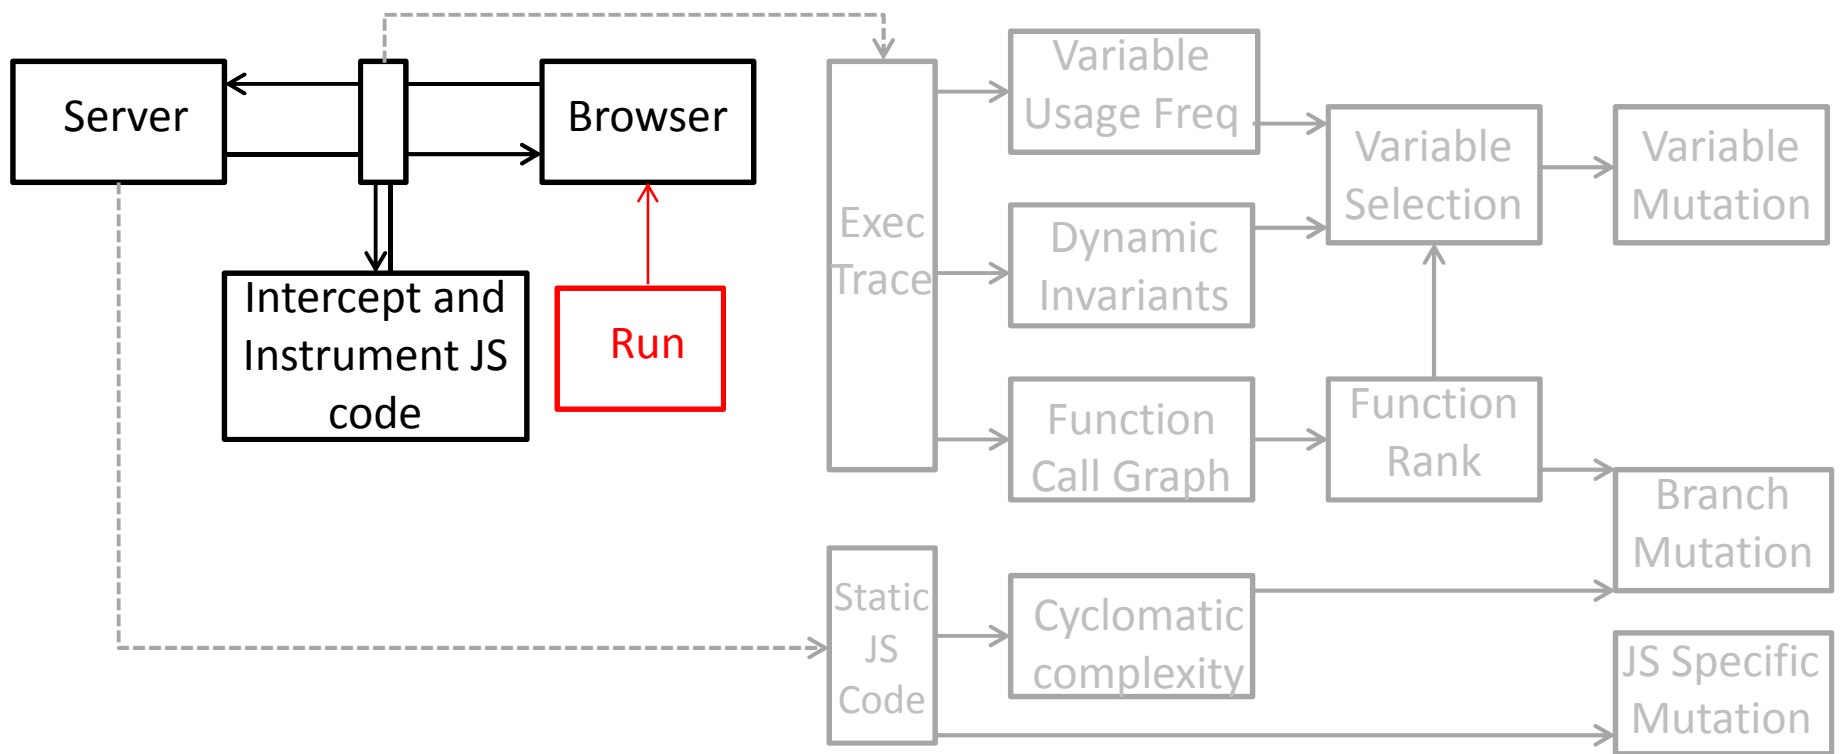 Server
Browser
Intercept and
Instrument JS
code
Run
Exec
Trace
Variable
Usage Freq
Dynamic
Invariants
Function
Call Graph
Variable
Selection
Function
Rank
Variable
Mutation
Branch
Mutation
Static
JS
Code
Cyclomatic
complexity
JS Specific
Mutation